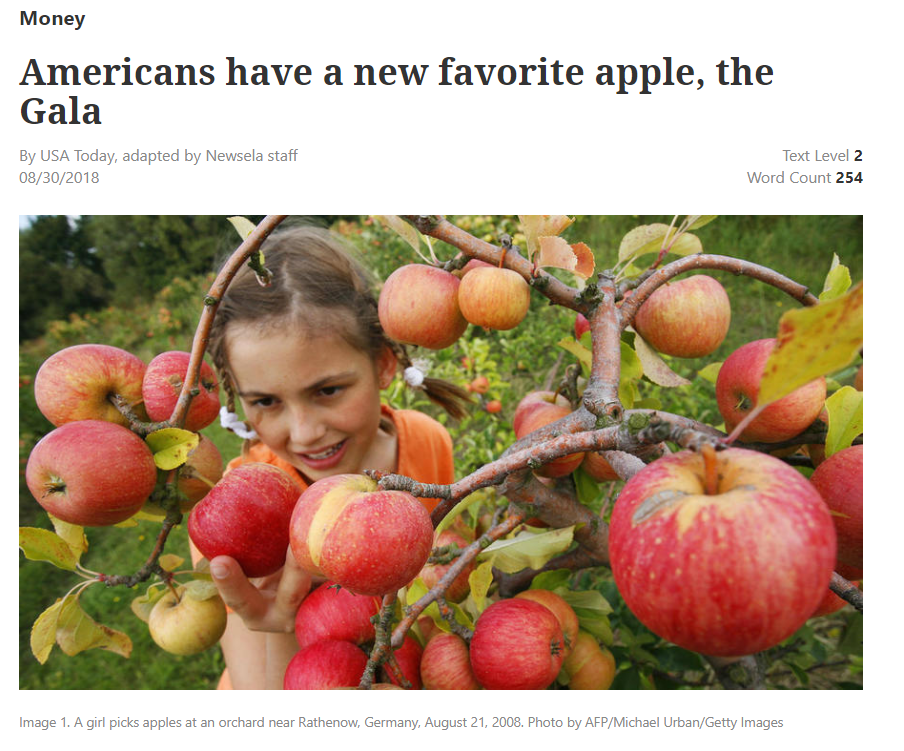 Money
Americans have a new favorite apple, the
Gala
By USA Today, adapted by Newsela staff
08/30/2018
Text Level 2
Word Count 254
Image 1. A girl picks apples at an orchard near Rathenow, Germany, August 21, 2008. Photo by AFP/Michael Urban/Getty Images